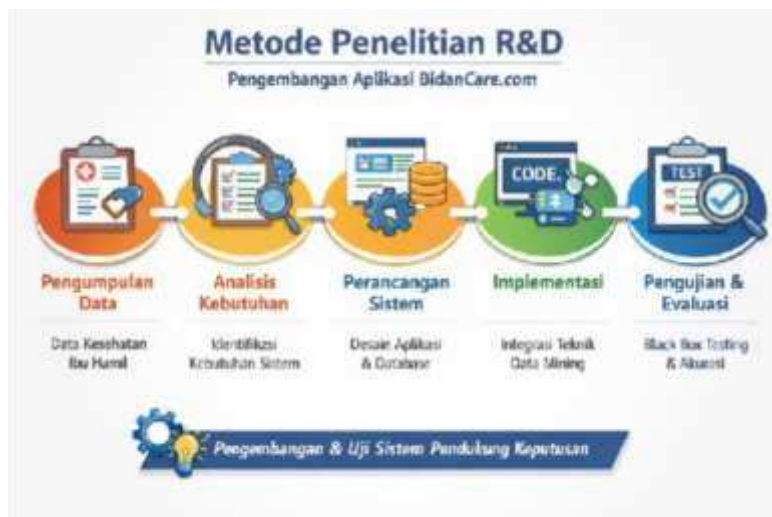 Metode Penelitian R&D
Pengembangan Aplikasi BidanCare.com
CODE
TEST
Pengumpulan
Data
Analisis
Kebutuhan
Perancangan
Sistem
Implementasi
Pengujian &
Evaluasi
Data Kesehatan
Ibu Hamil
Identifikasi
Kebutuhan Sistem
Desain Aplikasi
& Database
Integrasi Teknik
Data Mining
Black Box Testing
& Akurasi
Pengembangan & Uji Sistem Pendukung Keputusan